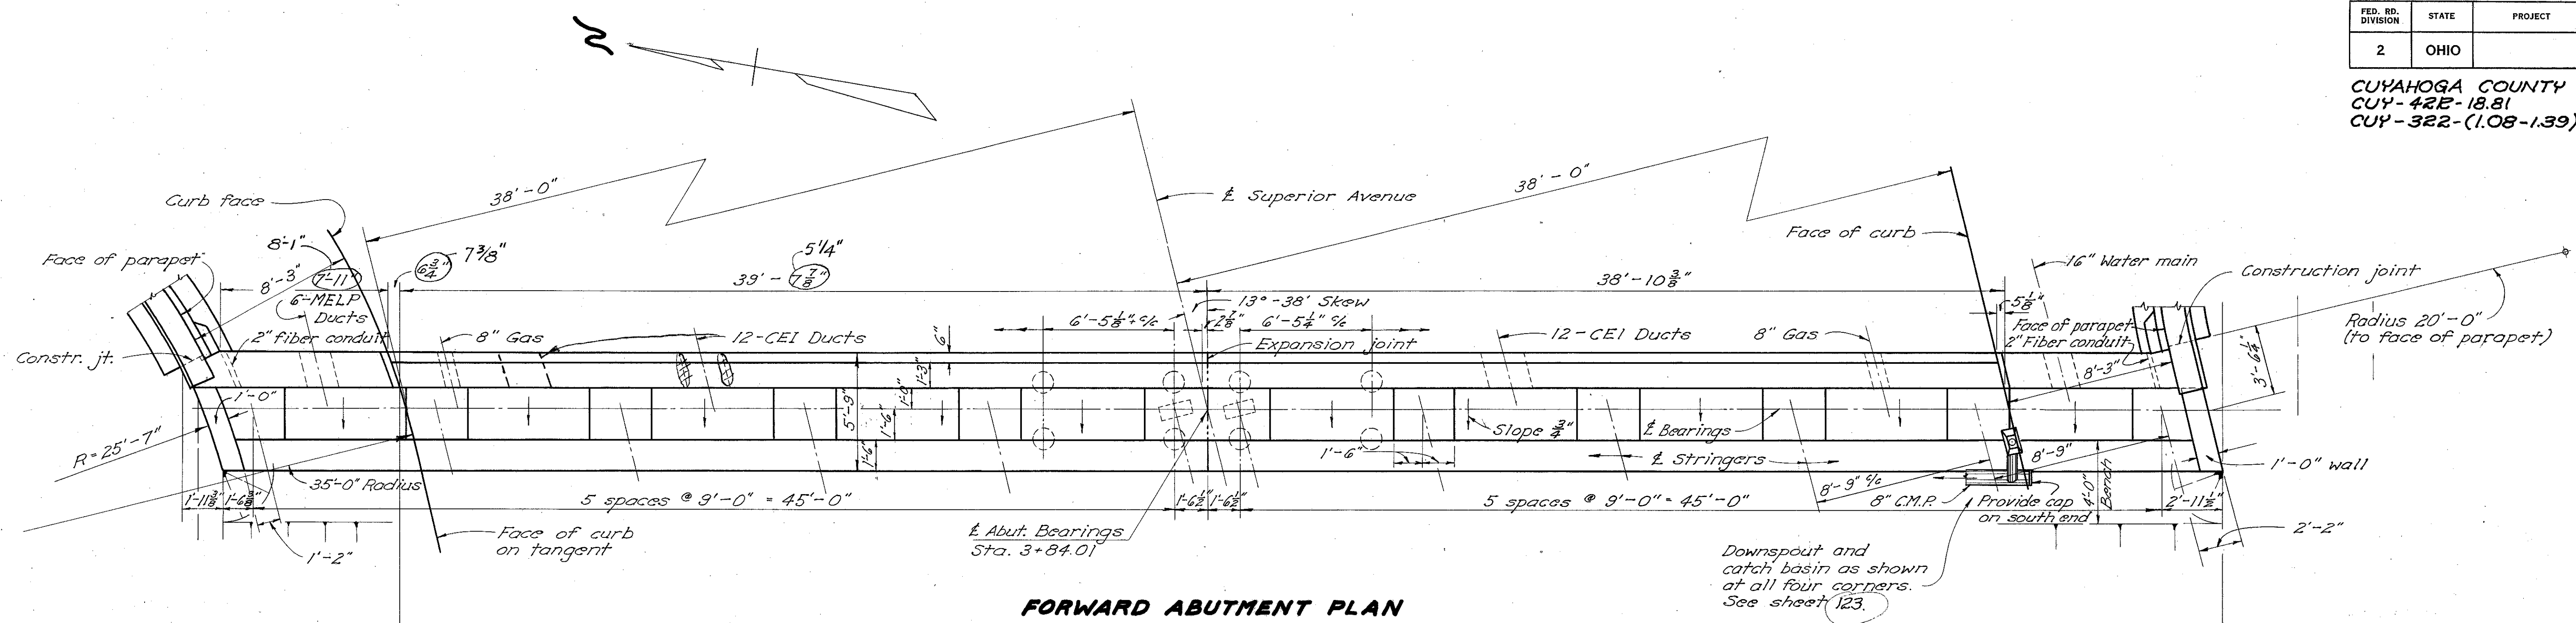 FED. RD. DIVISION STATE PROJECT
2 OHIO
CUYAHOGA COUNTY
CUY-42R-18.81
CUY-322-(1.08-1.39)
N
38'-0"
38'-0"
℄ Superior Avenue
Curb face
Face of curb
8'-1"
7 3/8"
5 1/4"
6 3/4"
Face of parapet
8'-3"
7'-11"
39'-7 7/8"
38'-10 3/8"
16" Water main
Construction joint
6-MELP
Ducts
13°-38' Skew
5 1/8"
Radius 20'-0"
(to face of parapet)
6'-5 1/8"± c/c
2 7/8"
6'-5 1/4" c/c
6"
2" fiber conduit
8" Gas
12-CEI Ducts
Expansion joint
12-CEI Ducts
8" Gas
Face of parapet
2" Fiber conduit
Constr. jt.
8'-3"
3'-6 1/4"
1'-3"
1'-0"
1'-0"
5'-9"
1'-6"
1'-6"
Slope 3/4"
℄ Bearings
R=25'-7"
1'-6"
℄ Stringers
8'-9"
1'-0" wall
35'-0" Radius
1'-11 3/8"
5 spaces @ 9'-0" = 45'-0"
1'-6 1/2"
1'-6 1/2"
5 spaces @ 9'-0" = 45'-0"
8'-9" c/c
8" C.M.P.
Provide cap
on south end
4'-0"
Bench
2'-11 1/2"
Face of curb
on tangent
℄ Abut. Bearings
Sta. 3+84.01
1'-2"
2'-2"
Downspout and
catch basin as shown
at all four corners.
See sheet 123.
FORWARD ABUTMENT PLAN